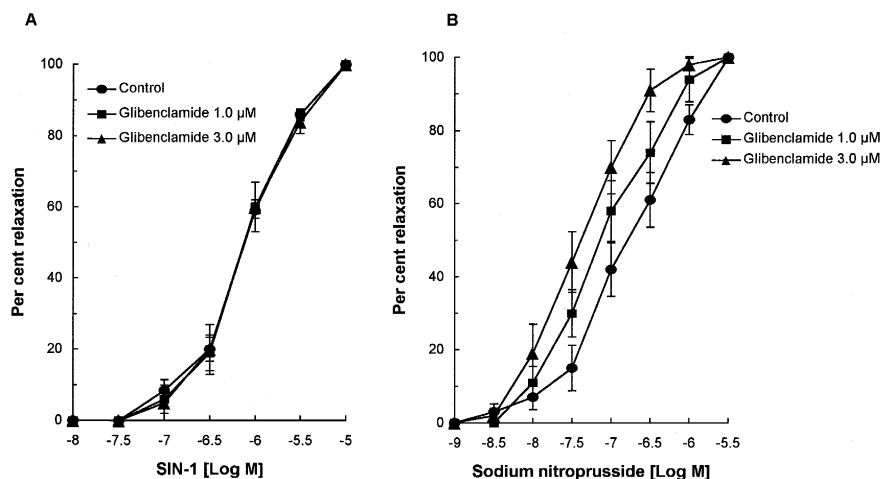 A
100
80
60
40
20
0
Per cent relaxation
Control
Glibenclamide 1.0 µM
Glibenclamide 3.0 µM
-8 -7.5 -7 -6.5 -6 -5.5 -5
SIN-1 [Log M]
B
100
80
60
40
20
0
Per cent relaxation
Control
Glibenclamide 1.0 µM
Glibenclamide 3.0 µM
-9 -8.5 -8 -7.5 -7 -6.5 -6 -5.5
Sodium nitroprusside [Log M]